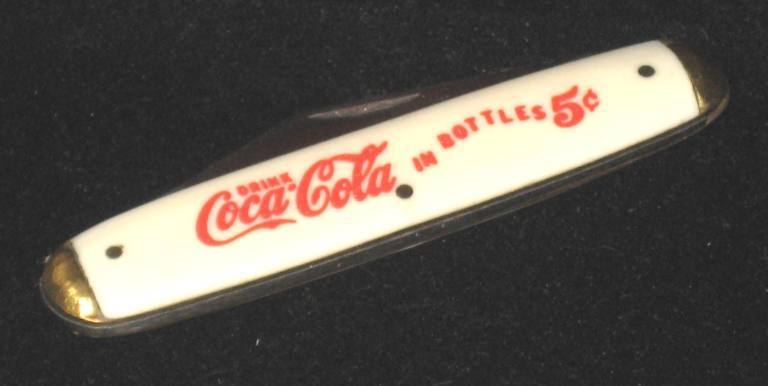 DRINK
Coca-Cola IN BOTTLES 5¢